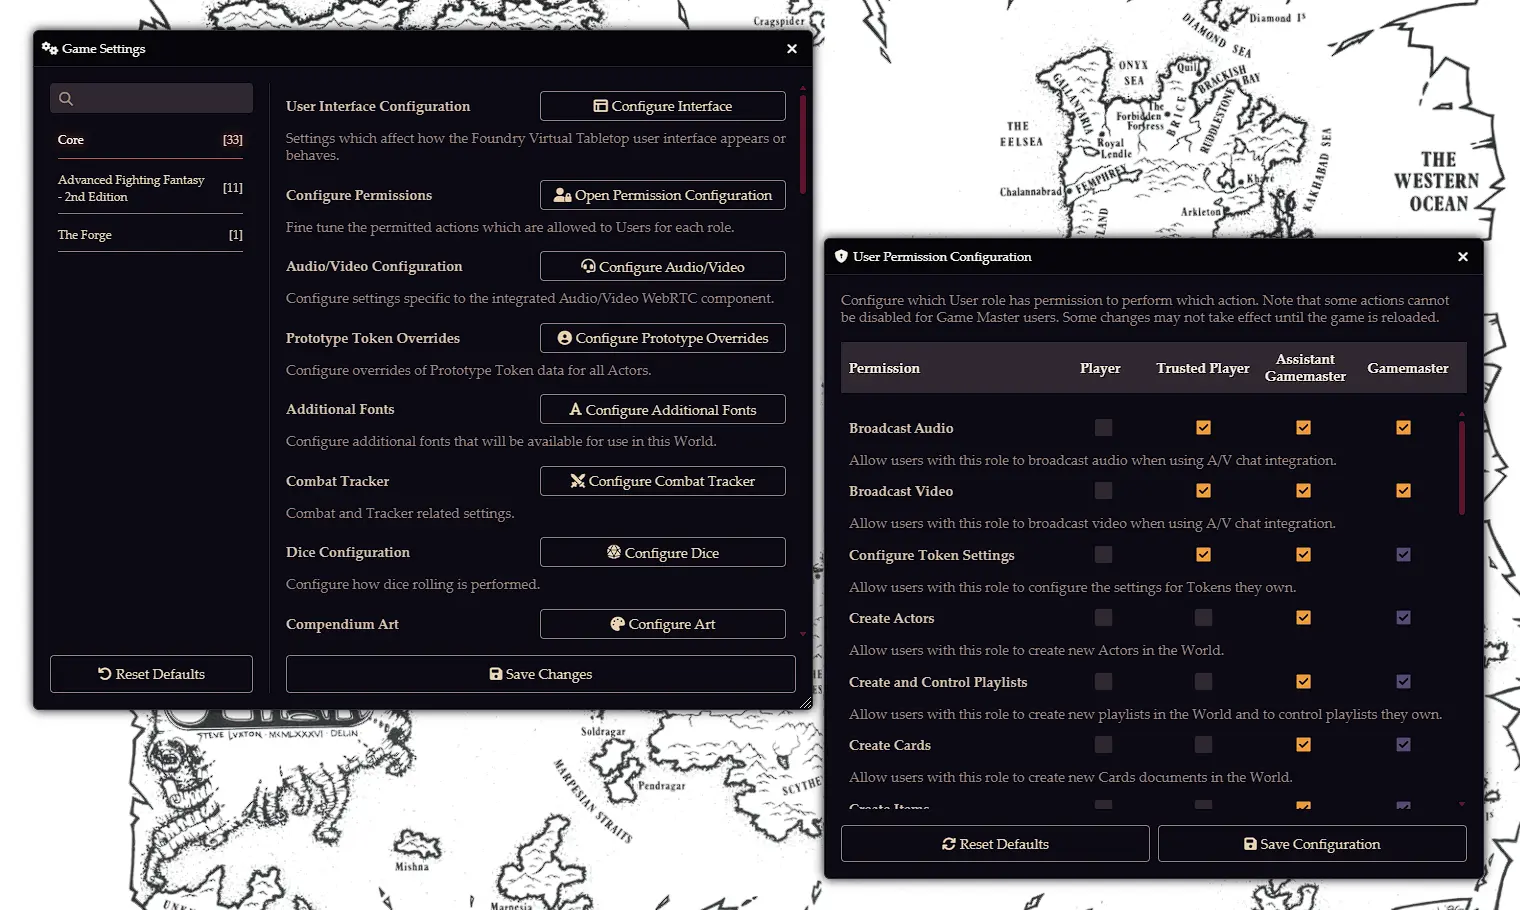 Game Settings
Core [33]
Advanced Fighting Fantasy
- 2nd Edition [11]
The Forge [1]
Reset Defaults
User Interface Configuration
Configure Interface
Settings which affect how the Foundry Virtual Tabletop user interface appears or
behaves.
Configure Permissions
Open Permission Configuration
Fine tune the permitted actions which are allowed to Users for each role.
Audio/Video Configuration
Configure Audio/Video
Configure settings specific to the integrated Audio/Video WebRTC component.
Prototype Token Overrides
Configure Prototype Overrides
Configure overrides of Prototype Token data for all Actors.
Additional Fonts
Configure Additional Fonts
Configure additional fonts that will be available for use in this World.
Combat Tracker
Configure Combat Tracker
Combat and Tracker related settings.
Dice Configuration
Configure Dice
Configure how dice rolling is performed.
Compendium Art
Configure Art
Save Changes
User Permission Configuration
Configure which User role has permission to perform which action. Note that some actions cannot
be disabled for Game Master users. Some changes may not take effect until the game is reloaded.
Permission
Player
Trusted Player
Assistant
Gamemaster
Gamemaster
Broadcast Audio
Allow users with this role to broadcast audio when using A/V chat integration.
Broadcast Video
Allow users with this role to broadcast video when using A/V chat integration.
Configure Token Settings
Allow users with this role to configure the settings for Tokens they own.
Create Actors
Allow users with this role to create new Actors in the World.
Create and Control Playlists
Allow users with this role to create new playlists in the World and to control playlists they own.
Create Cards
Allow users with this role to create new Cards documents in the World.
Create Items
Reset Defaults
Save Configuration
Cragspider
Diamond Is
DIAMOND SEA
ONYX
SEA
Quill
BRACKISH
BAY
GALLANTARIA
The
Forbidden
Fortress
BRICE
RUDDLESTONE
THE
EELSEA
Royal
Lendle
FEMPHREY
Chalannabrad
Khare
KAKHABAD SEA
Arkleton
THE
WESTERN
OCEAN
STEVE LUXTON · MCMLXXXVI · DELIN
Soldragar
Pendragar
MARPESIAN STRAITS
Mishna
Marpesia